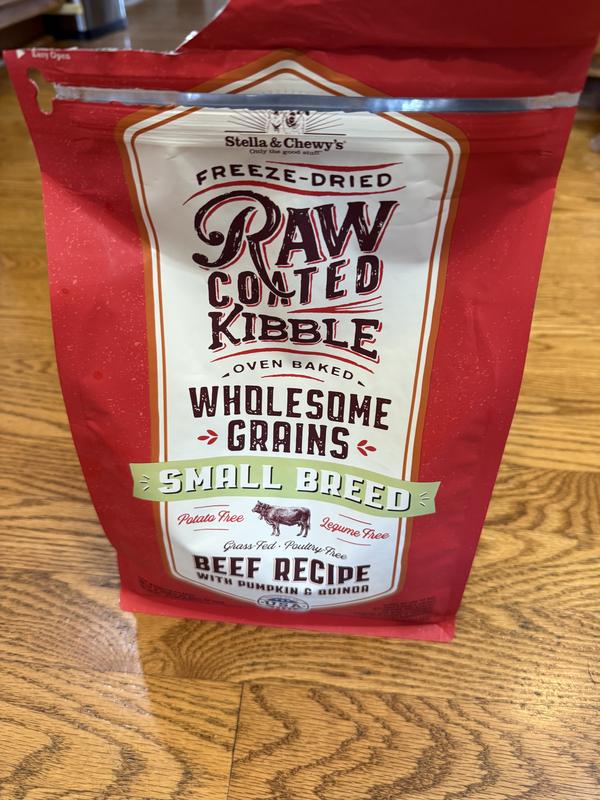 Easy Open
Stella & Chewy's
Only the good stuff
FREEZE-DRIED
RAW
COATED
KIBBLE
OVEN BAKED
WHOLESOME
GRAINS
SMALL BREED
Potato Free
Legume Free
Grass-Fed · Poultry-Free
BEEF RECIPE
WITH PUMPKIN & QUINOA
USA